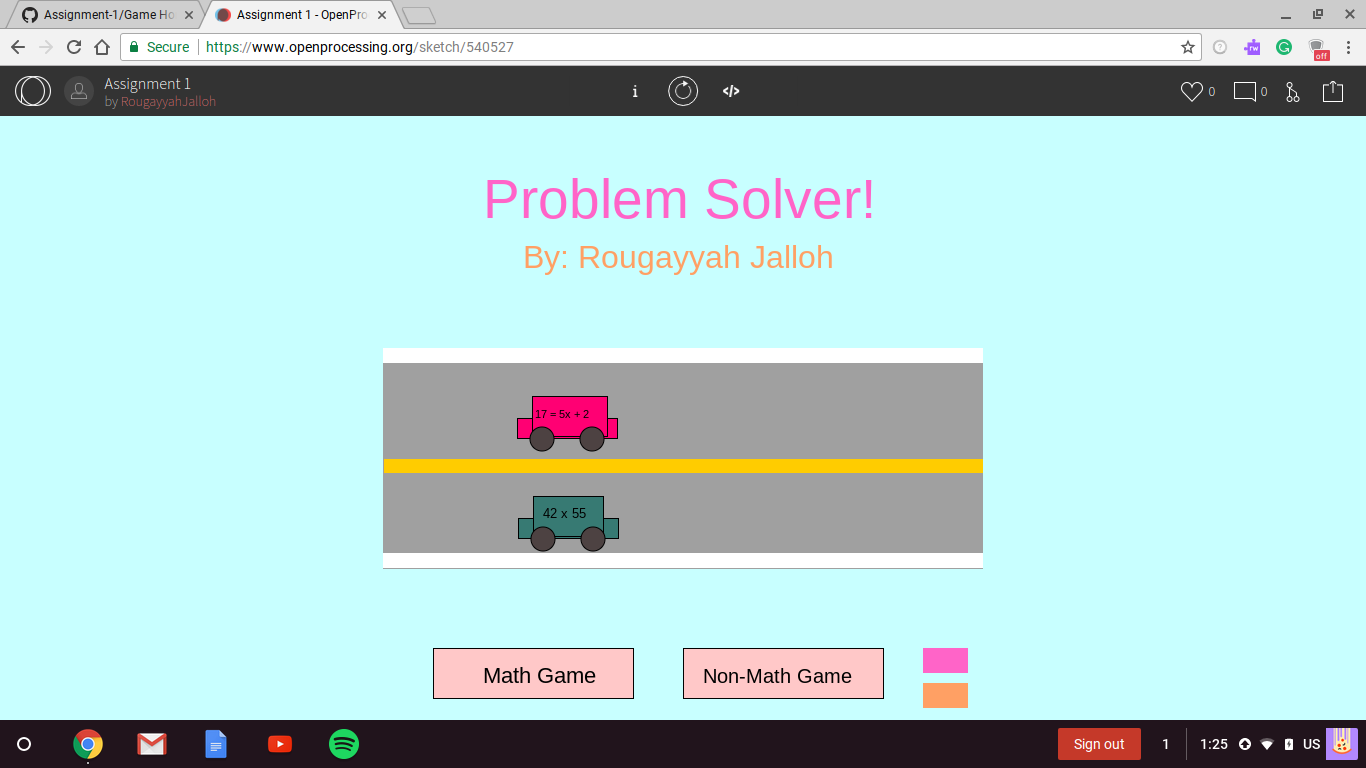 Assignment-1/Game Ho
Assignment 1 - OpenPro
Secure
https://www.openprocessing.org/sketch/540527
rw
off
Assignment 1
by RougayyahJalloh
i
</>
0
0
Problem Solver!
By: Rougayyah Jalloh
17 = 5x + 2
42 x 55
Math Game
Non-Math Game
Sign out
1
1:25
US